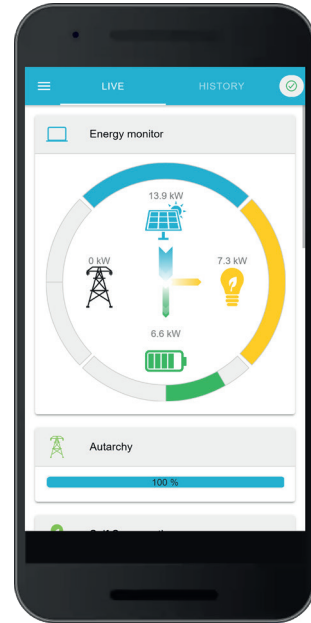 LIVE HISTORY
Energy monitor
13.9 kW
0 kW 7.3 kW
6.6 kW
Autarchy
100 %